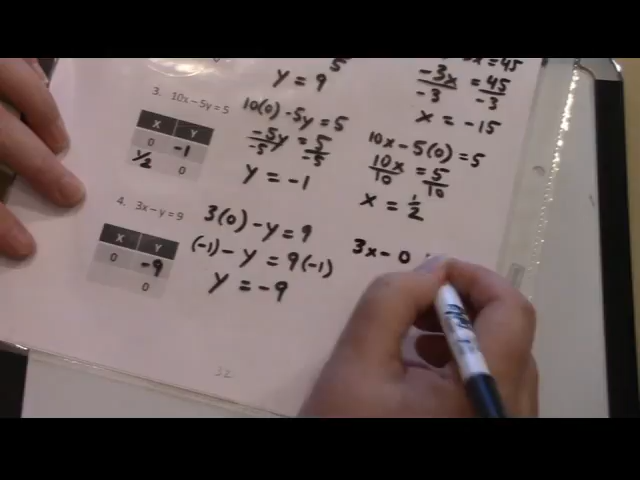 y = 9
5
-3x = 45
-3 -3
x = -15
3. 10x – 5y = 5
X Y
0 -1
1/2 0
10(0) - 5y = 5
-5y = 5
-5 -5
y = -1
10x - 5(0) = 5
10x = 5
10 10
x = 1/2
4. 3x – y = 9
X Y
0 -9
0
3(0) - y = 9
(-1) - y = 9(-1)
y = -9
3x - 0
32